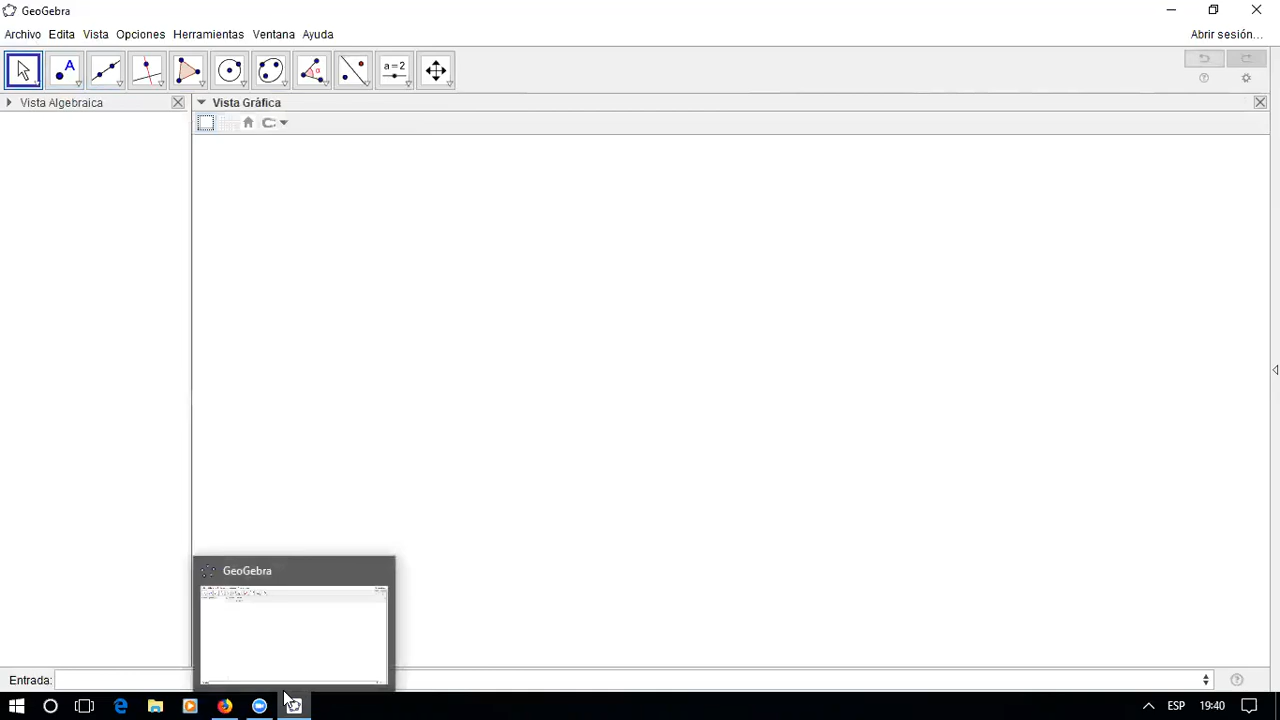 GeoGebra
Archivo Edita Vista Opciones Herramientas Ventana Ayuda
Abrir sesión...
A
α
a=2
Vista Algebraica
Vista Gráfica
GeoGebra
Entrada:
ESP 19:40